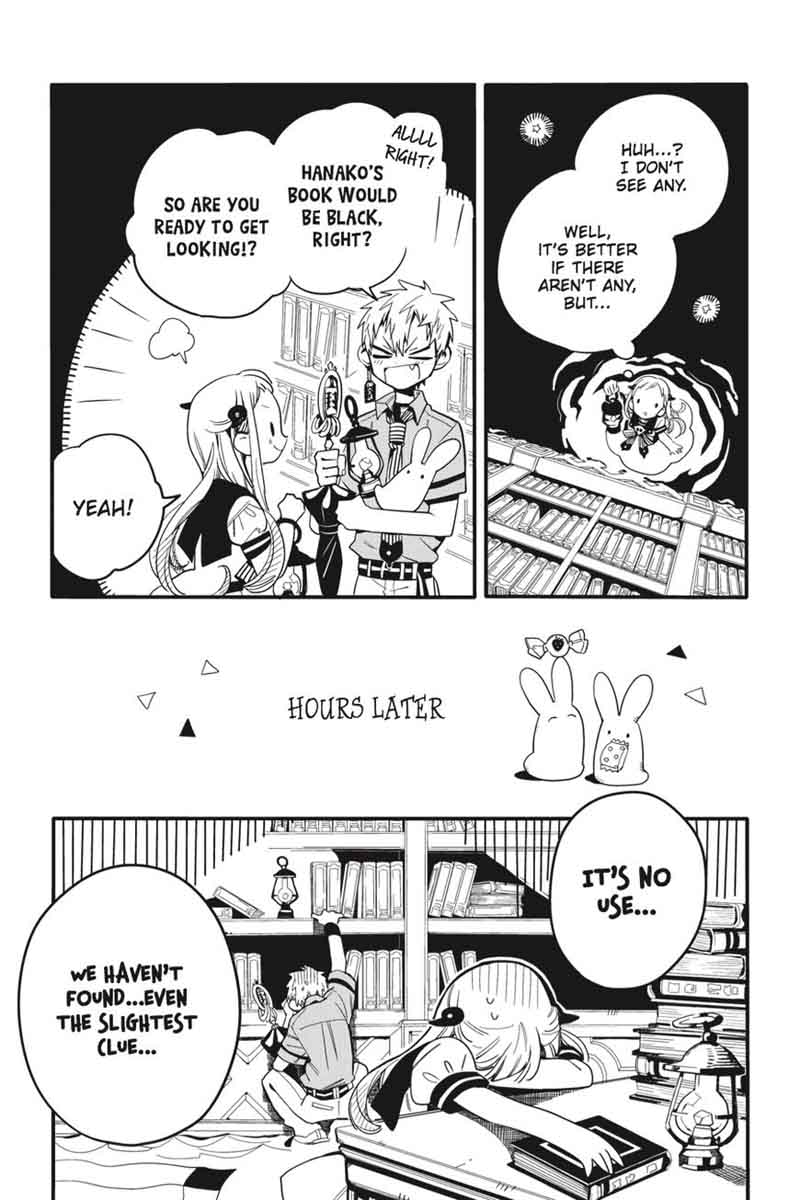 HUH...?
I DON'T
SEE ANY.
WELL,
IT'S BETTER
IF THERE
AREN'T ANY,
BUT...
ALLLL
RIGHT!
HANAKO'S
BOOK WOULD
BE BLACK,
RIGHT?
SO ARE YOU
READY TO GET
LOOKING!?
YEAH!
HOURS LATER
IT'S NO
USE...
WE HAVEN'T
FOUND...EVEN
THE SLIGHTEST
CLUE...